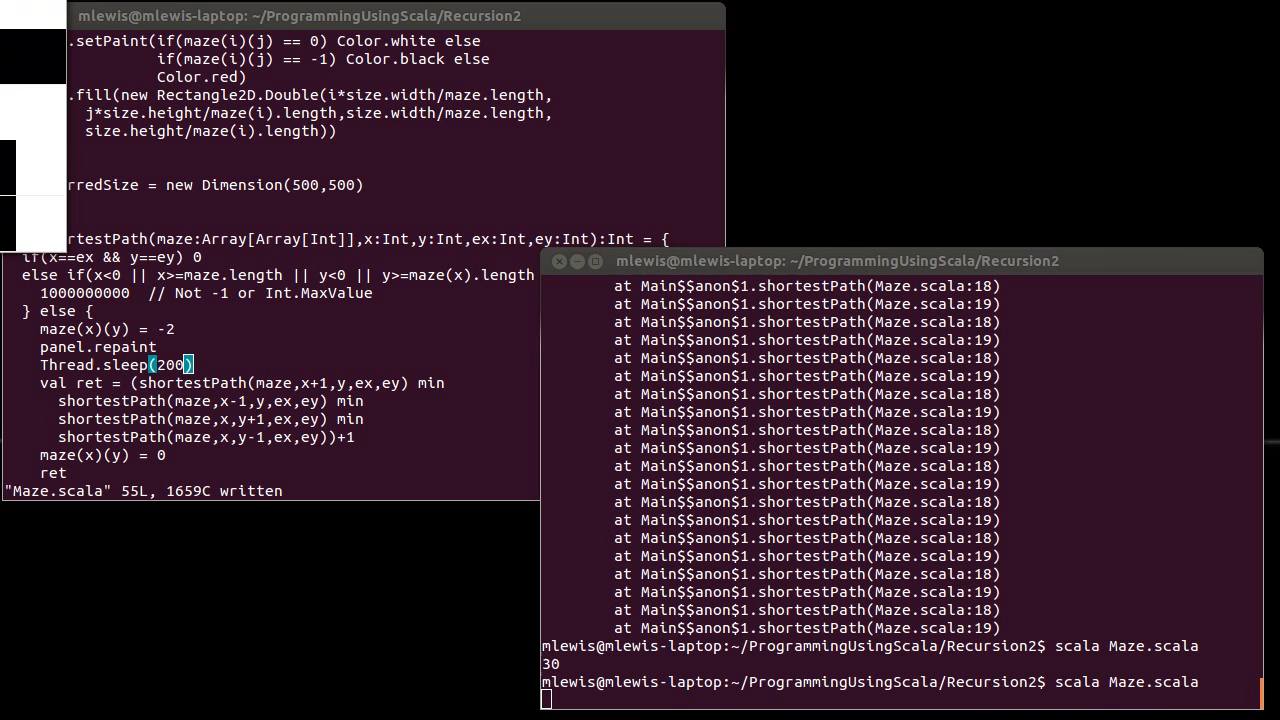 mlewis@mlewis-laptop: ~/ProgrammingUsingScala/Recursion2
.setPaint(if(maze(i)(j) == 0) Color.white else
if(maze(i)(j) == -1) Color.black else
Color.red)
.fill(new Rectangle2D.Double(i*size.width/maze.length,
j*size.height/maze(i).length,size.width/maze.length,
size.height/maze(i).length))
rredSize = new Dimension(500,500)
rtestPath(maze:Array[Array[Int]],x:Int,y:Int,ex:Int,ey:Int):Int = {
if(x==ex && y==ey) 0
else if(x<0 || x>=maze.length || y<0 || y>=maze(x).length
1000000000  // Not -1 or Int.MaxValue
} else {
maze(x)(y) = -2
panel.repaint
Thread.sleep(200)
val ret = (shortestPath(maze,x+1,y,ex,ey) min
shortestPath(maze,x-1,y,ex,ey) min
shortestPath(maze,x,y+1,ex,ey) min
shortestPath(maze,x,y-1,ex,ey))+1
maze(x)(y) = 0
ret
"Maze.scala" 55L, 1659C written
mlewis@mlewis-laptop: ~/ProgrammingUsingScala/Recursion2
at Main$$anon$1.shortestPath(Maze.scala:18)
at Main$$anon$1.shortestPath(Maze.scala:19)
at Main$$anon$1.shortestPath(Maze.scala:18)
at Main$$anon$1.shortestPath(Maze.scala:19)
at Main$$anon$1.shortestPath(Maze.scala:18)
at Main$$anon$1.shortestPath(Maze.scala:19)
at Main$$anon$1.shortestPath(Maze.scala:18)
at Main$$anon$1.shortestPath(Maze.scala:19)
at Main$$anon$1.shortestPath(Maze.scala:18)
at Main$$anon$1.shortestPath(Maze.scala:19)
at Main$$anon$1.shortestPath(Maze.scala:18)
at Main$$anon$1.shortestPath(Maze.scala:19)
at Main$$anon$1.shortestPath(Maze.scala:18)
at Main$$anon$1.shortestPath(Maze.scala:19)
at Main$$anon$1.shortestPath(Maze.scala:18)
at Main$$anon$1.shortestPath(Maze.scala:19)
at Main$$anon$1.shortestPath(Maze.scala:18)
at Main$$anon$1.shortestPath(Maze.scala:19)
at Main$$anon$1.shortestPath(Maze.scala:18)
at Main$$anon$1.shortestPath(Maze.scala:19)
mlewis@mlewis-laptop:~/ProgrammingUsingScala/Recursion2$ scala Maze.scala
30
mlewis@mlewis-laptop:~/ProgrammingUsingScala/Recursion2$ scala Maze.scala